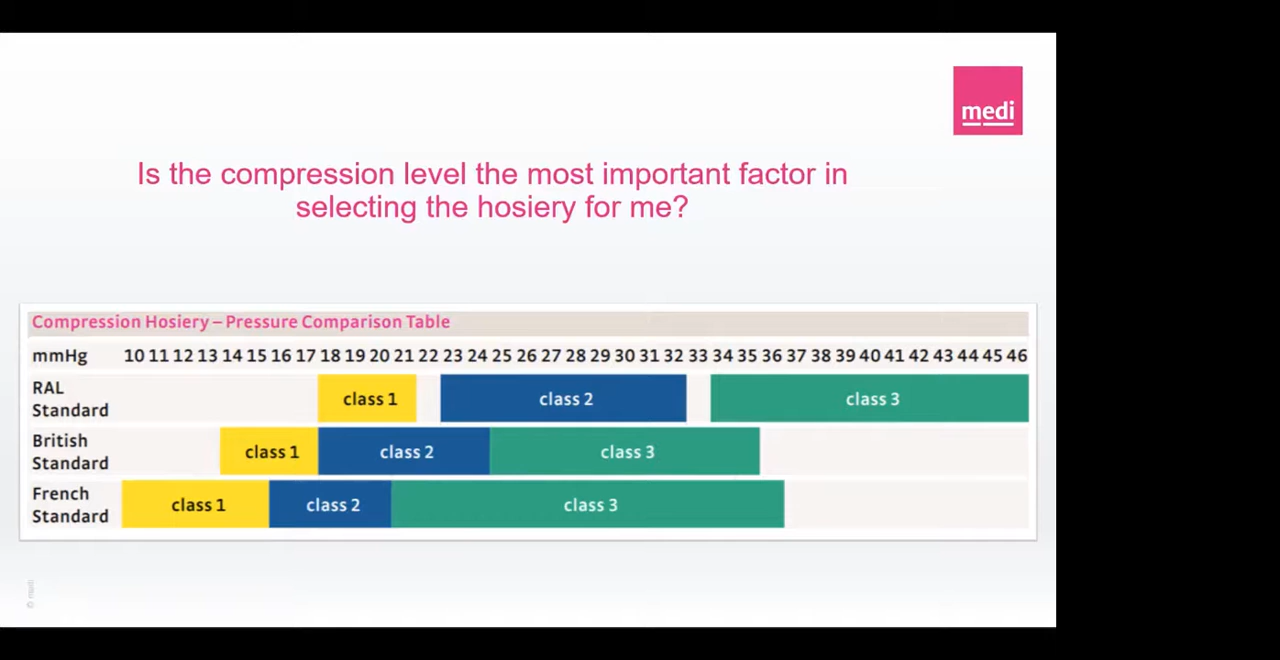 medi
Is the compression level the most important factor in
selecting the hosiery for me?
Compression Hosiery – Pressure Comparison Table
mmHg 10 11 12 13 14 15 16 17 18 19 20 21 22 23 24 25 26 27 28 29 30 31 32 33 34 35 36 37 38 39 40 41 42 43 44 45 46
RAL
Standard
class 1 class 2 class 3
British
Standard
class 1 class 2 class 3
French
Standard
class 1 class 2 class 3
© medi